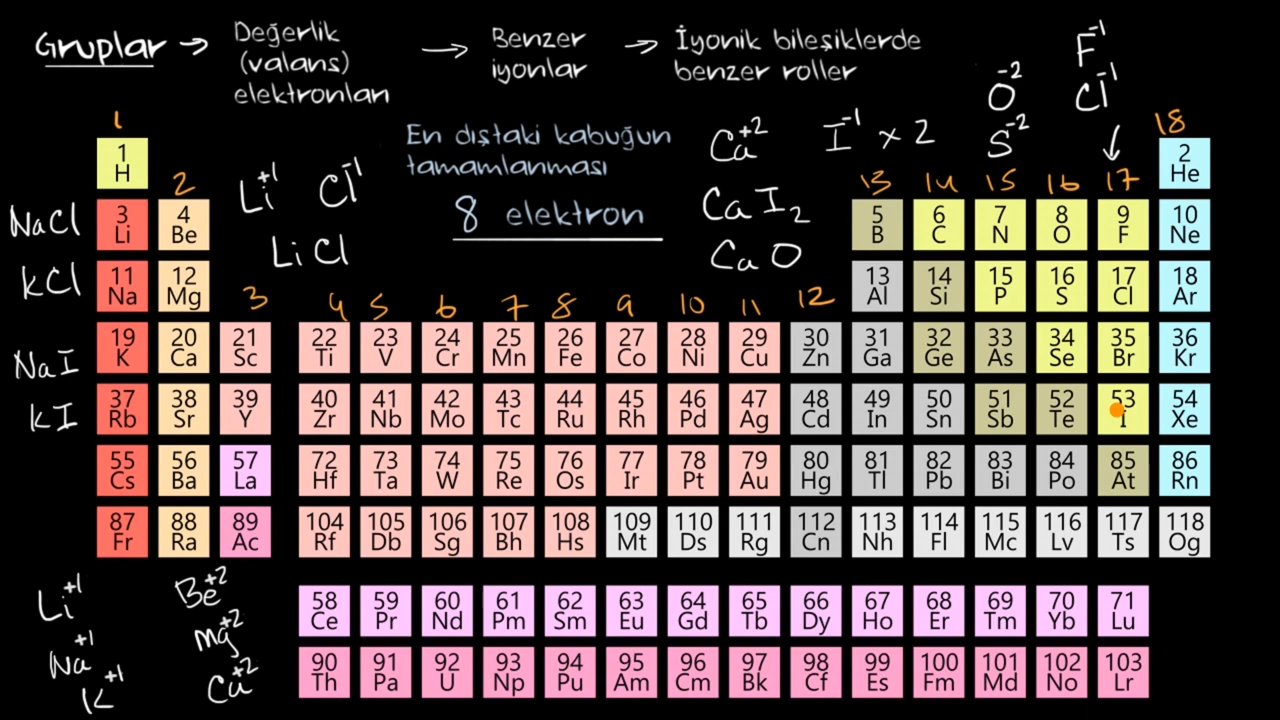 Gruplar → Değerlik (valans) elektronları → Benzer iyonlar → İyonik bileşiklerde benzer roller
F⁻¹
O⁻² Cl⁻¹
En dıştaki kabuğun tamamlanması
8 elektron
Ca⁺² I⁻¹ x 2 S⁻²
CaI₂
CaO
Li⁺¹ Cl⁻¹
LiCl
NaCl
KCl
NaI
KI
1 2 3 4 5 6 7 8 9 10 11 12 13 14 15 16 17 18
1 H 2 He
3 Li 4 Be 5 B 6 C 7 N 8 O 9 F 10 Ne
11 Na 12 Mg 13 Al 14 Si 15 P 16 S 17 Cl 18 Ar
19 K 20 Ca 21 Sc 22 Ti 23 V 24 Cr 25 Mn 26 Fe 27 Co 28 Ni 29 Cu 30 Zn 31 Ga 32 Ge 33 As 34 Se 35 Br 36 Kr
37 Rb 38 Sr 39 Y 40 Zr 41 Nb 42 Mo 43 Tc 44 Ru 45 Rh 46 Pd 47 Ag 48 Cd 49 In 50 Sn 51 Sb 52 Te 53 I 54 Xe
55 Cs 56 Ba 57 La 72 Hf 73 Ta 74 W 75 Re 76 Os 77 Ir 78 Pt 79 Au 80 Hg 81 Tl 82 Pb 83 Bi 84 Po 85 At 86 Rn
87 Fr 88 Ra 89 Ac 104 Rf 105 Db 106 Sg 107 Bh 108 Hs 109 Mt 110 Ds 111 Rg 112 Cn 113 Nh 114 Fl 115 Mc 116 Lv 117 Ts 118 Og
58 Ce 59 Pr 60 Nd 61 Pm 62 Sm 63 Eu 64 Gd 65 Tb 66 Dy 67 Ho 68 Er 69 Tm 70 Yb 71 Lu
90 Th 91 Pa 92 U 93 Np 94 Pu 95 Am 96 Cm 97 Bk 98 Cf 99 Es 100 Fm 101 Md 102 No 103 Lr
Li⁺¹ Be⁺²
Na⁺¹ Mg⁺²
K⁺¹ Ca⁺²